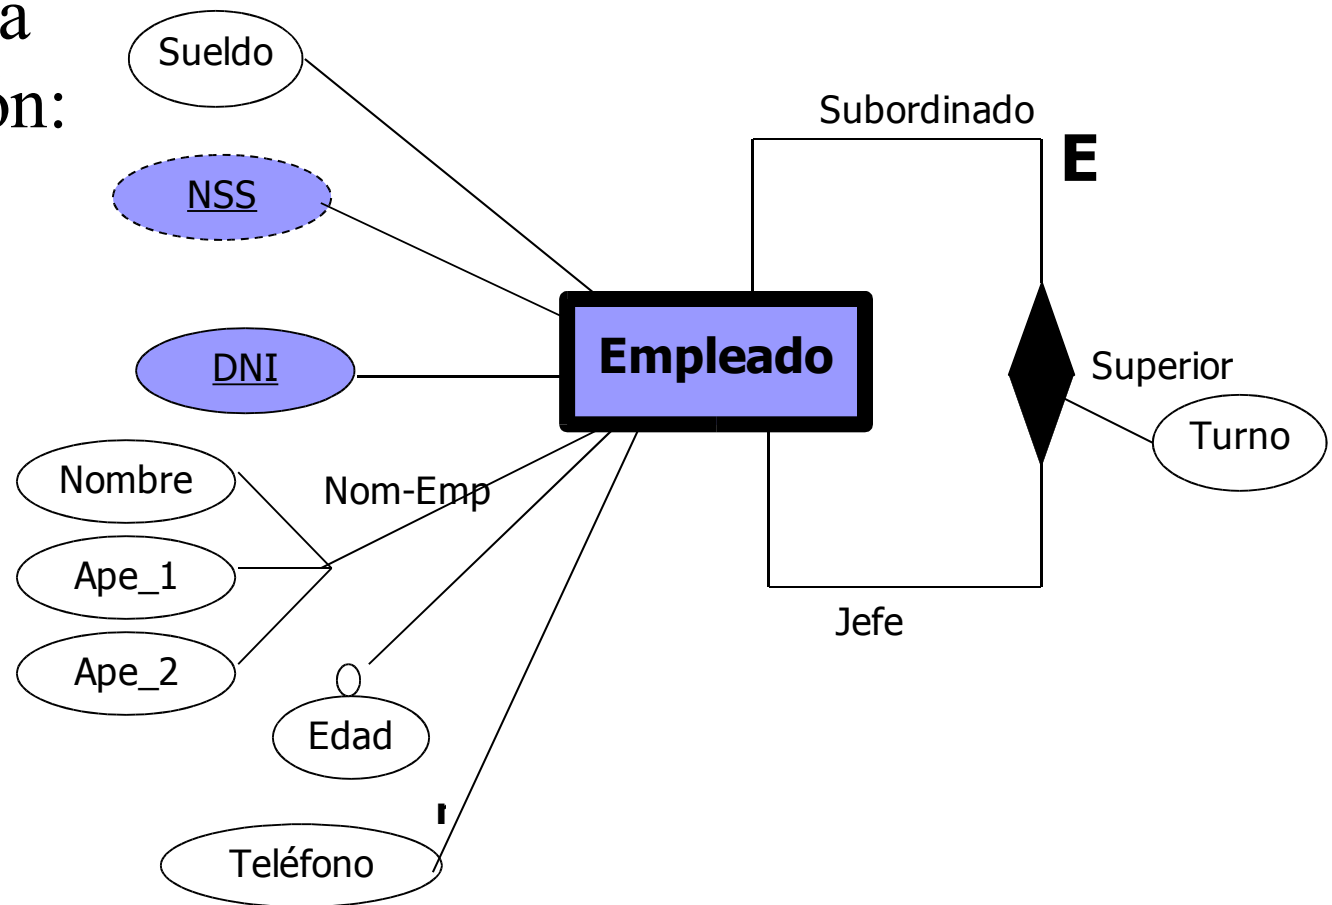 a
on:
Sueldo
Subordinado
E
NSS
Empleado
DNI
Superior
Turno
Nombre
Nom-Emp
Ape_1
Jefe
Ape_2
Edad
Teléfono